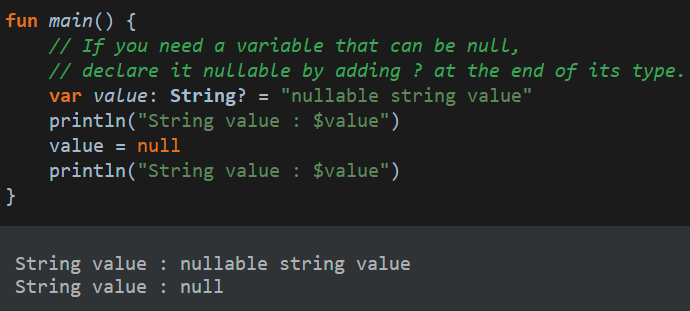 fun main() {
    // If you need a variable that can be null,
    // declare it nullable by adding ? at the end of its type.
    var value: String? = "nullable string value"
    println("String value : $value")
    value = null
    println("String value : $value")
}
String value : nullable string value
String value : null